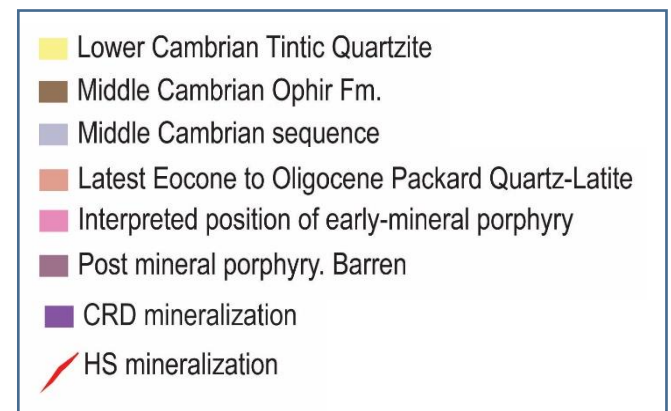 Lower Cambrian Tintic Quartzite
Middle Cambrian Ophir Fm.
Middle Cambrian sequence
Latest Eocone to Oligocene Packard Quartz-Latite
Interpreted position of early-mineral porphyry
Post mineral porphyry. Barren
CRD mineralization
HS mineralization